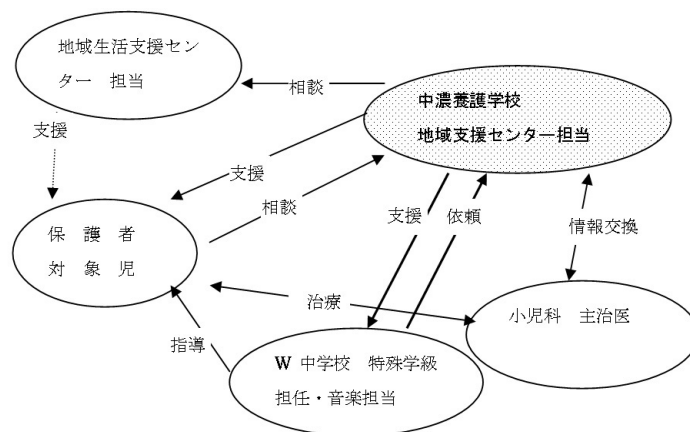 地域生活支援セン
ター　担当
相談
中濃養護学校
地域支援センター担当
支援
支援
相談
支援
依頼
情報交換
保　護　者
対　象　児
治療
小児科　主治医
指導
W 中学校　特殊学級
担任・音楽担当